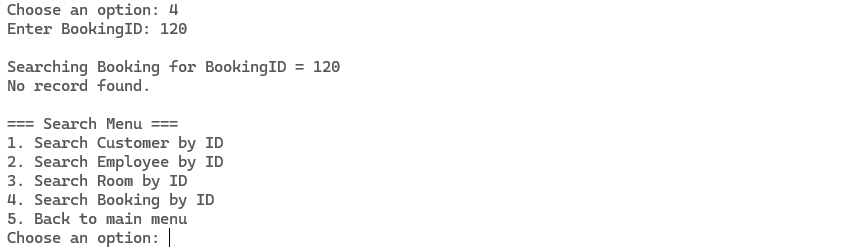 Choose an option: 4
Enter BookingID: 120
Searching Booking for BookingID = 120
No record found.
=== Search Menu ===
1. Search Customer by ID
2. Search Employee by ID
3. Search Room by ID
4. Search Booking by ID
5. Back to main menu
Choose an option: